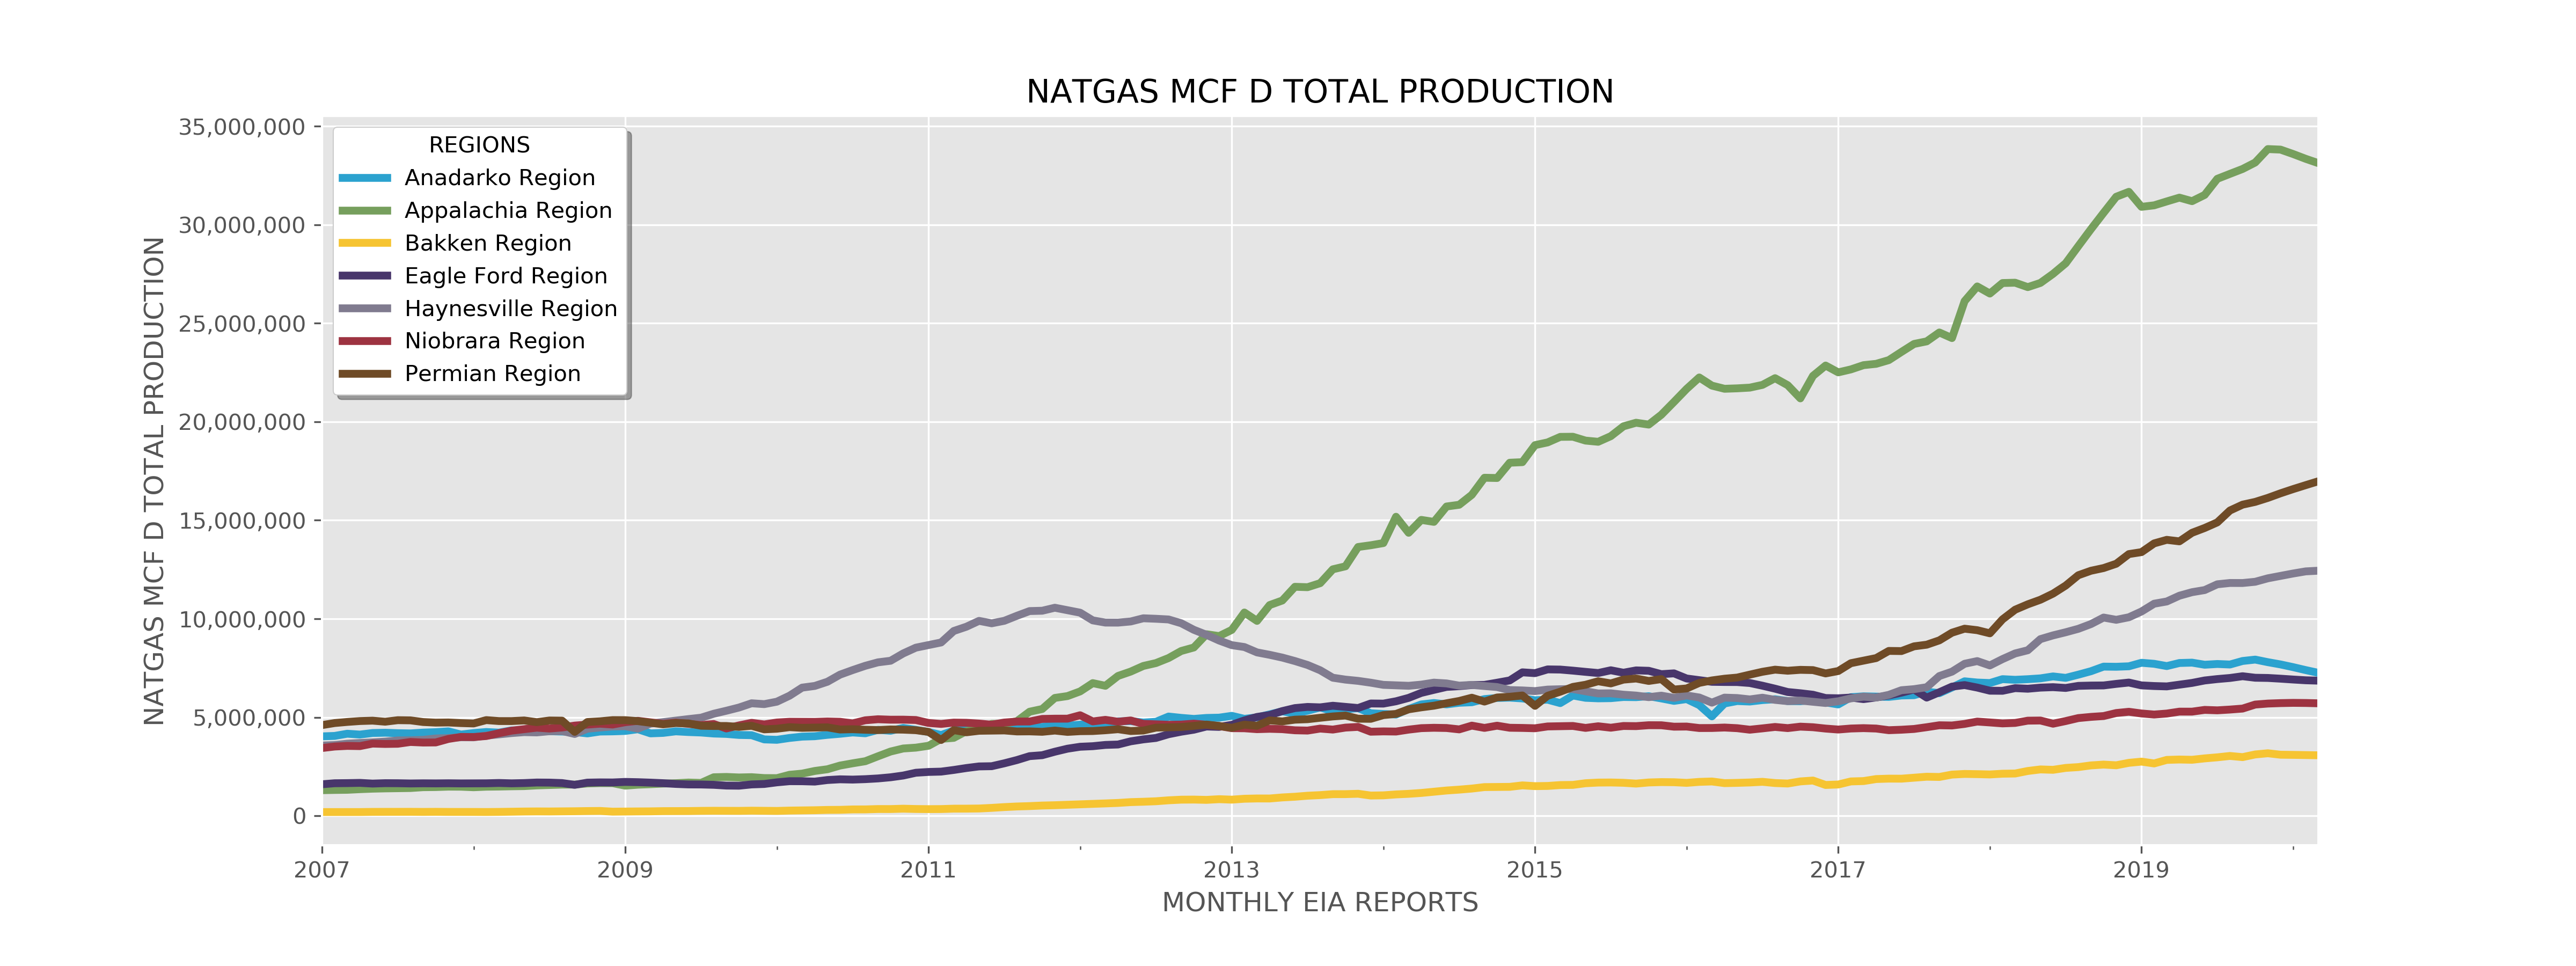 NATGAS MCF D TOTAL PRODUCTION
35,000,000
30,000,000
25,000,000
20,000,000
15,000,000
10,000,000
5,000,000
0
NATGAS MCF D TOTAL PRODUCTION
REGIONS
Anadarko Region
Appalachia Region
Bakken Region
Eagle Ford Region
Haynesville Region
Niobrara Region
Permian Region
2007 2009 2011 2013 2015 2017 2019
MONTHLY EIA REPORTS